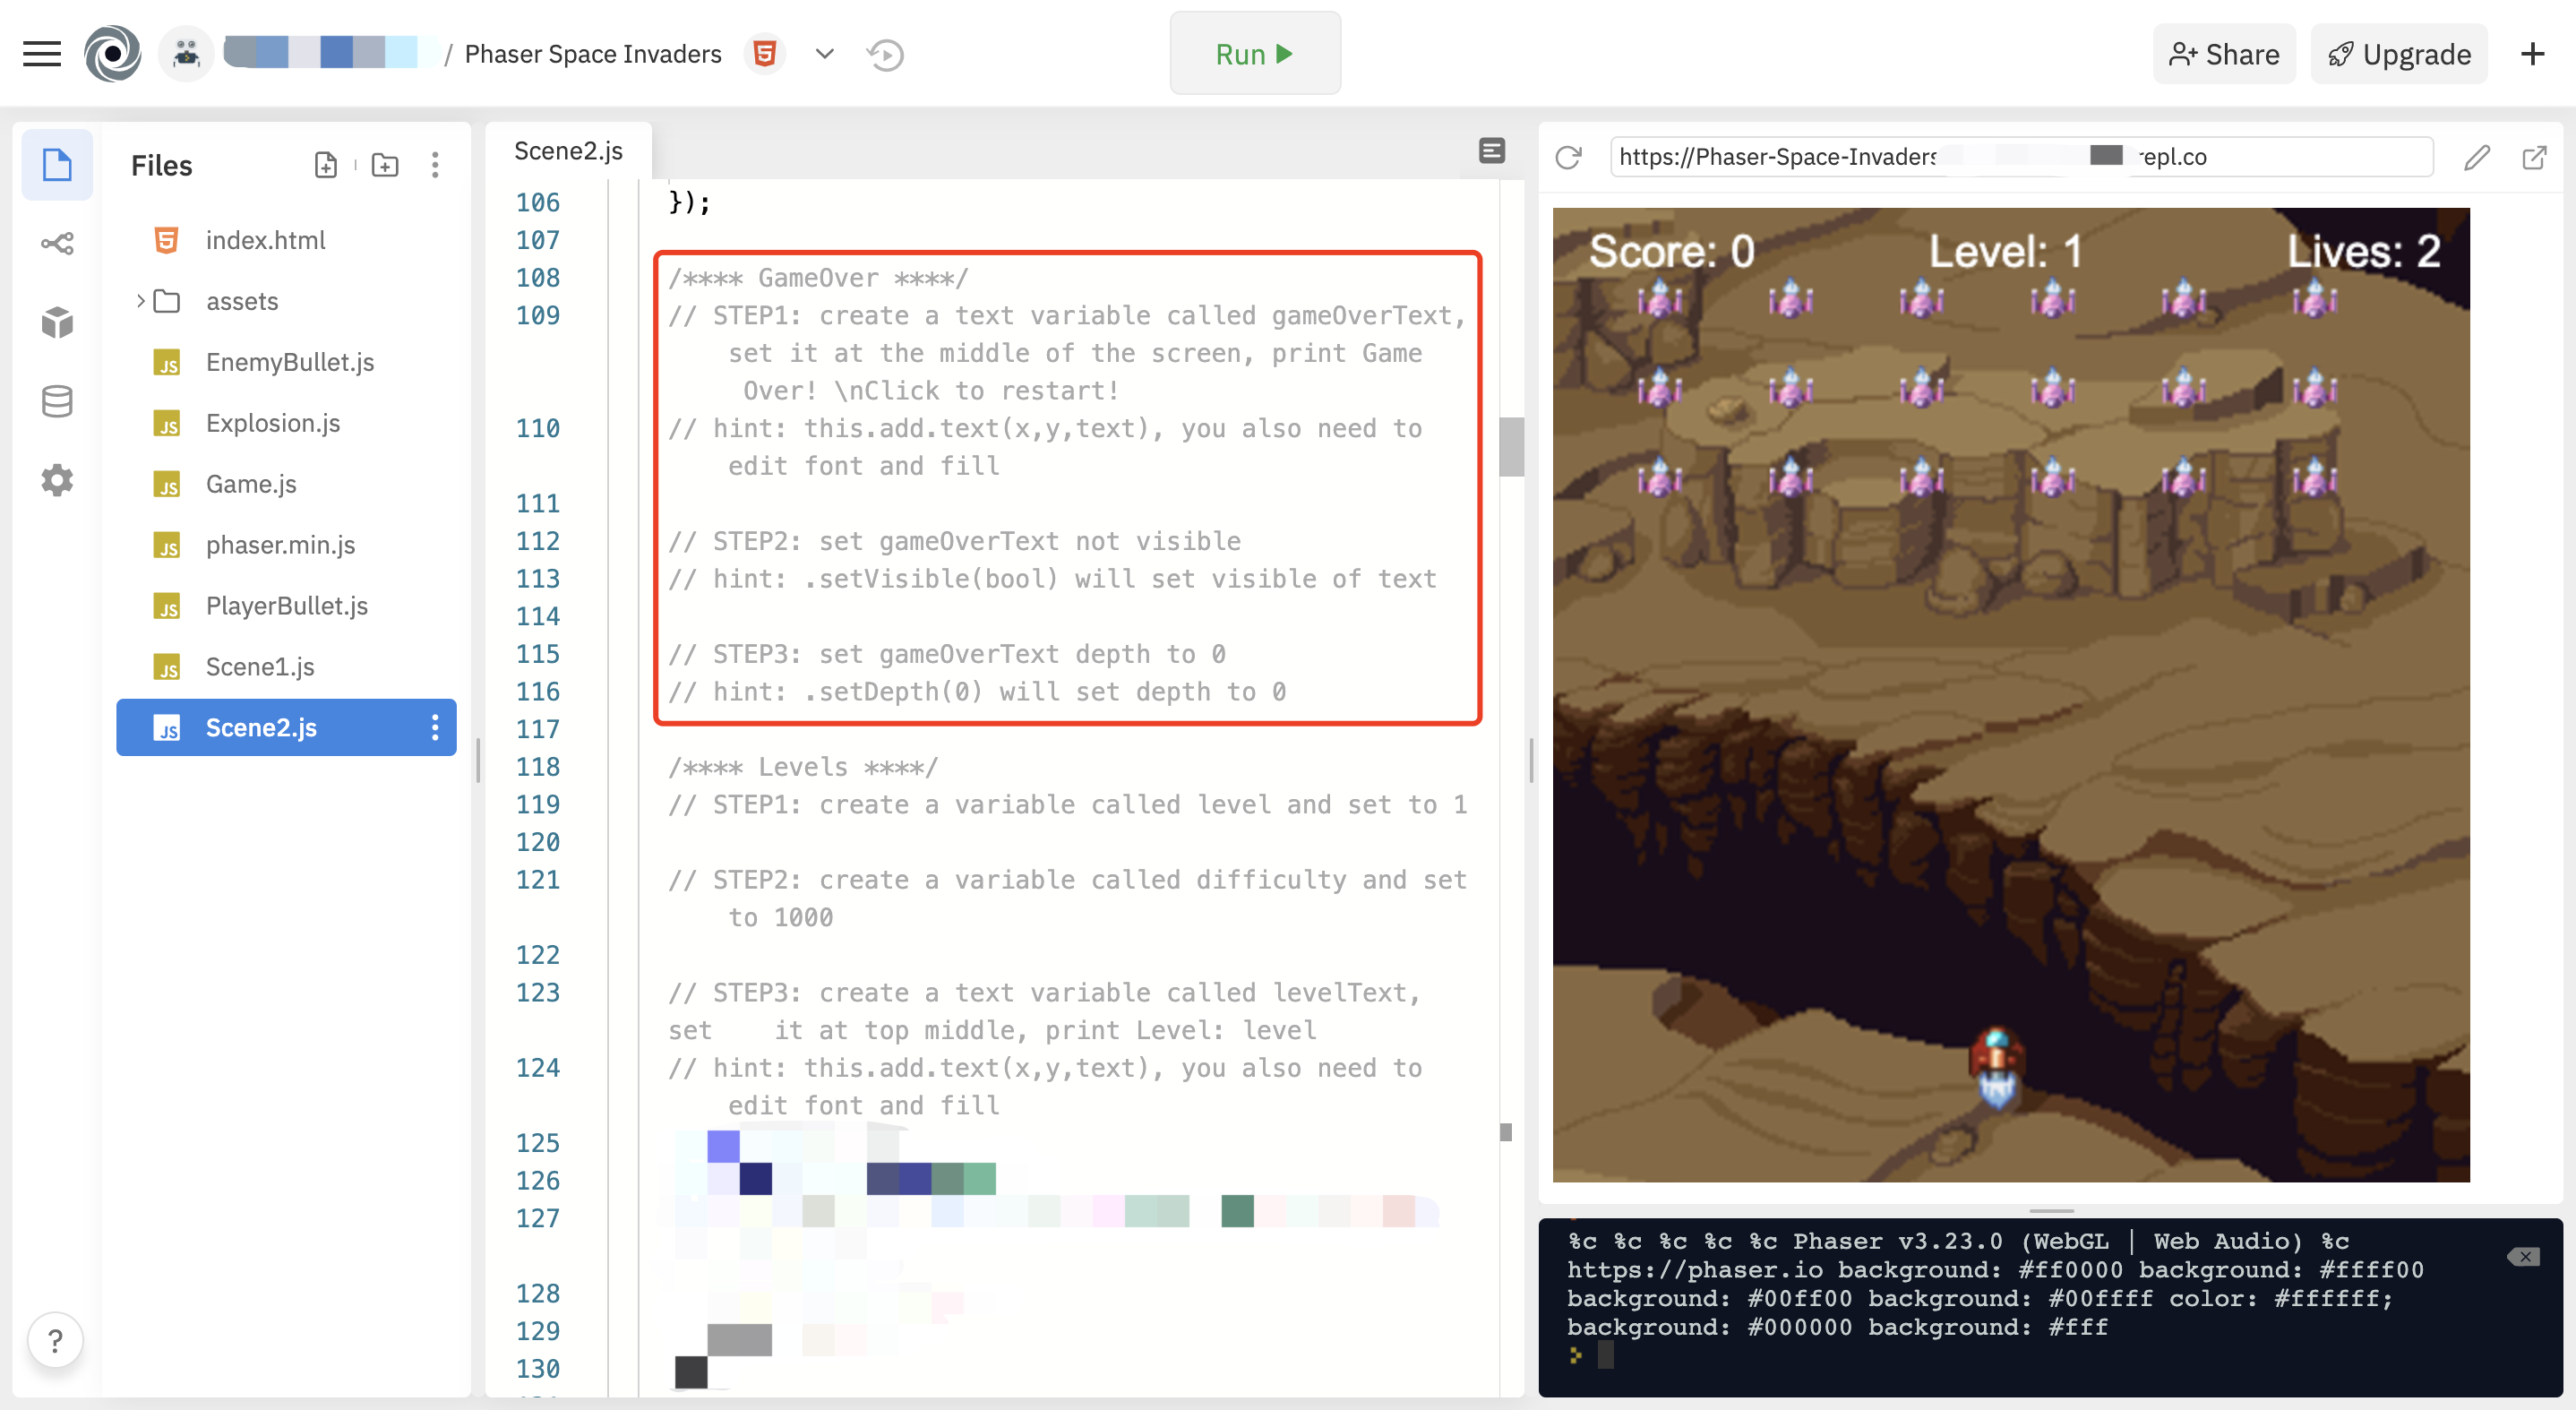 / Phaser Space Invaders
Run
Share
Upgrade
Files
index.html
assets
EnemyBullet.js
Explosion.js
Game.js
phaser.min.js
PlayerBullet.js
Scene1.js
Scene2.js
Scene2.js
106 });
107
108 /**** GameOver ****/
109 // STEP1: create a text variable called gameOverText,
set it at the middle of the screen, print Game
Over! \nClick to restart!
110 // hint: this.add.text(x,y,text), you also need to
edit font and fill
111
112 // STEP2: set gameOverText not visible
113 // hint: .setVisible(bool) will set visible of text
114
115 // STEP3: set gameOverText depth to 0
116 // hint: .setDepth(0) will set depth to 0
117
118 /**** Levels ****/
119 // STEP1: create a variable called level and set to 1
120
121 // STEP2: create a variable called difficulty and set
to 1000
122
123 // STEP3: create a text variable called levelText,
set it at top middle, print Level: level
124 // hint: this.add.text(x,y,text), you also need to
edit font and fill
125
126
127
128
129
130
https://Phaser-Space-Invaders repl.co
Score: 0 Level: 1 Lives: 2
%c %c %c %c %c Phaser v3.23.0 (WebGL | Web Audio) %c
https://phaser.io background: #ff0000 background: #ffff00
background: #00ff00 background: #00ffff color: #ffffff;
background: #000000 background: #fff
>
?